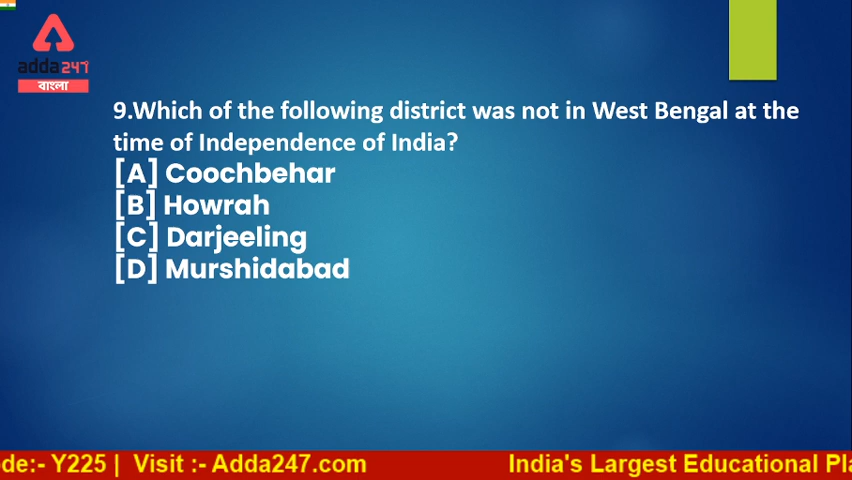 adda247
বাংলা
9.Which of the following district was not in West Bengal at the
time of Independence of India?
[A] Coochbehar
[B] Howrah
[C] Darjeeling
[D] Murshidabad
de:- Y225 | Visit :- Adda247.com India's Largest Educational Pla